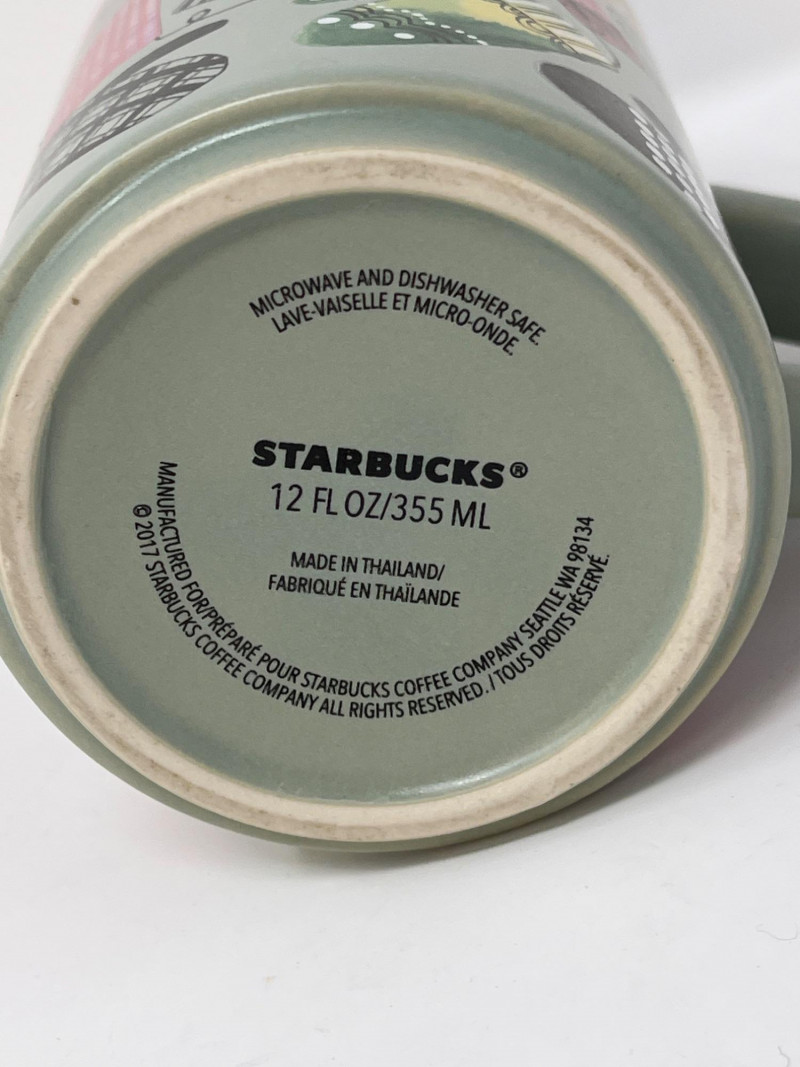 MICROWAVE AND DISHWASHER SAFE.
LAVE-VAISELLE ET MICRO-ONDE.
STARBUCKS®
12 FL OZ/355 ML
MADE IN THAILAND/
FABRIQUÉ EN THAÏLANDE
MANUFACTURED FOR/PRÉPARÉ POUR STARBUCKS COFFEE COMPANY SEATTLE WA 98134
© 2017 STARBUCKS COFFEE COMPANY ALL RIGHTS RESERVED. / TOUS DROITS RÉSERVÉ.